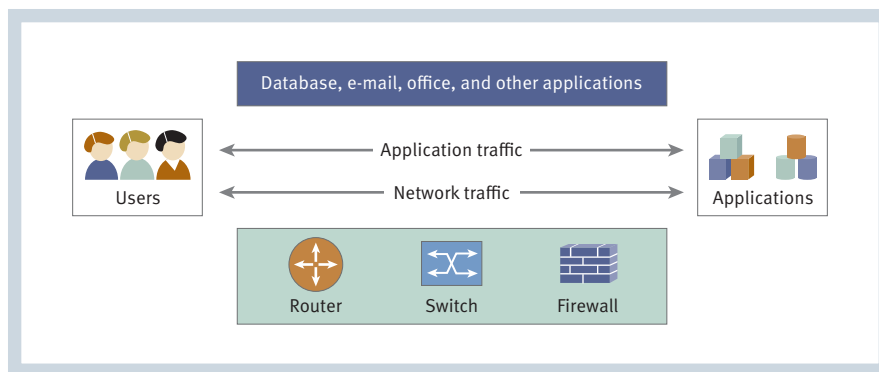 Database, e-mail, office, and other applications
Application traffic
Users
Network traffic
Applications
Router
Switch
Firewall